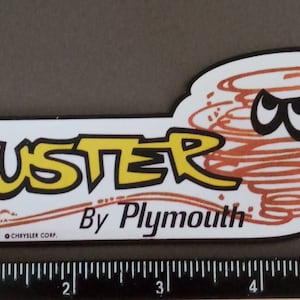 USTER
By Plymouth
© CHRYSLER CORP.
2 3 4